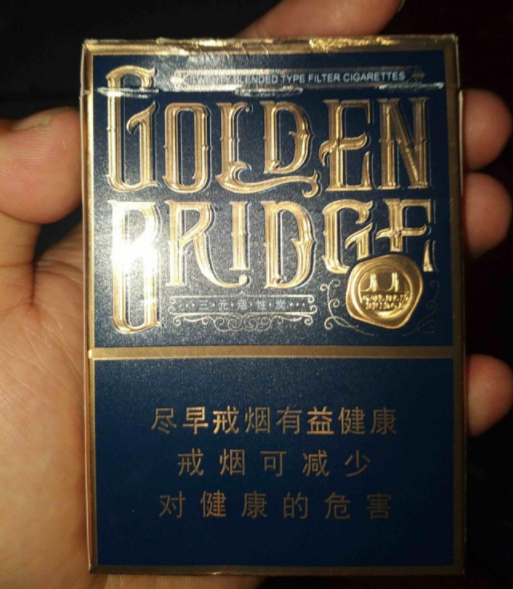 TWENTY BLENDED TYPE FILTER CIGARETTES
GOLDEN
BRIDGE
尽早戒烟有益健康
戒烟可减少
对健康的危害